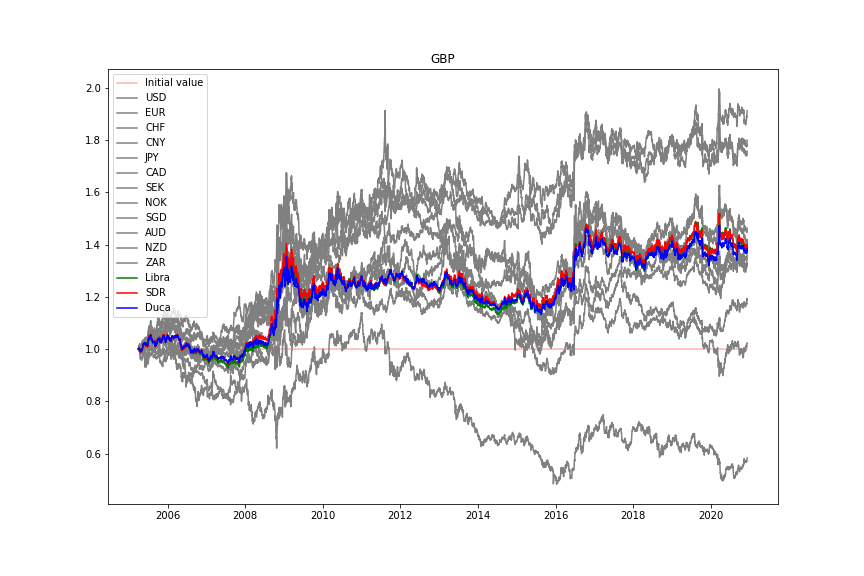 GBP
Initial value
USD
EUR
CHF
CNY
JPY
CAD
SEK
NOK
SGD
AUD
NZD
ZAR
Libra
SDR
Duca
2.0
1.8
1.6
1.4
1.2
1.0
0.8
0.6
2006 2008 2010 2012 2014 2016 2018 2020